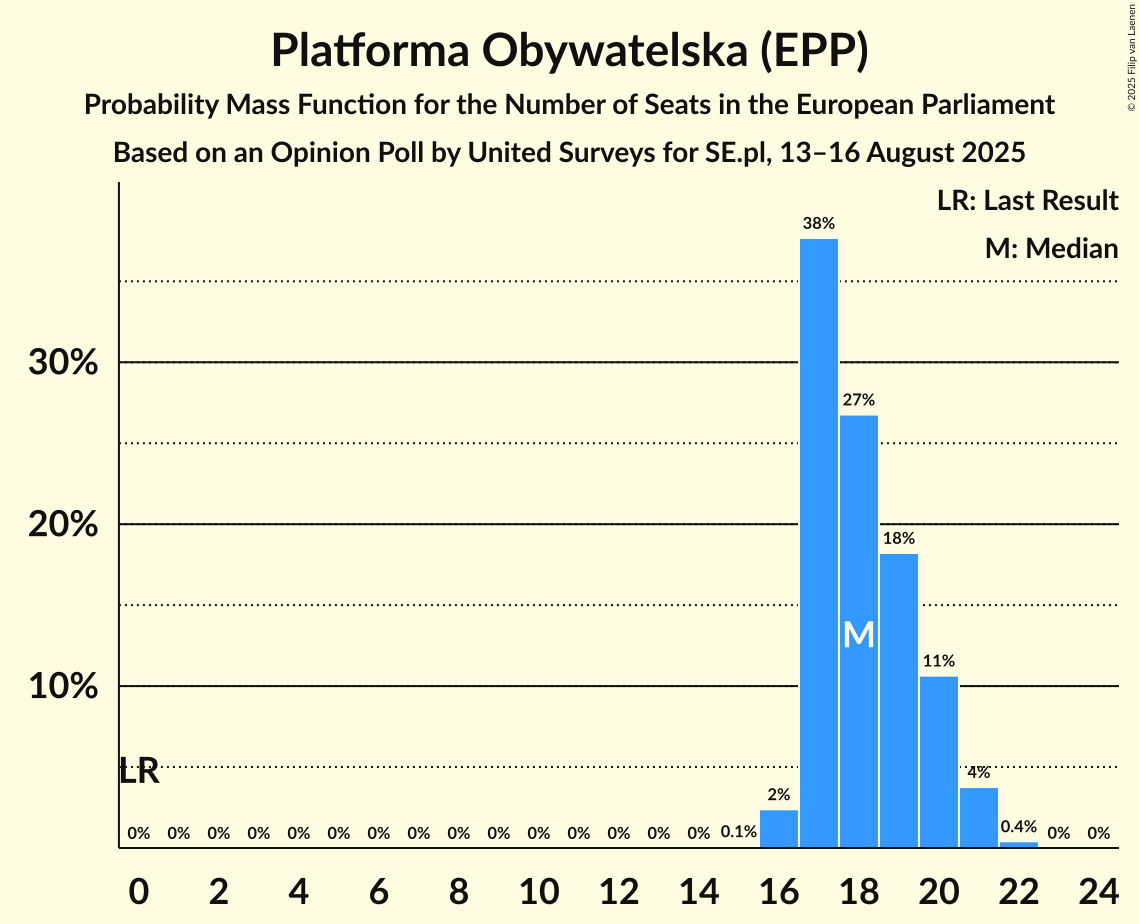 Platforma Obywatelska (EPP)
Probability Mass Function for the Number of Seats in the European Parliament
Based on an Opinion Poll by United Surveys for SE.pl, 13–16 August 2025
© 2025 Filip van Laenen
LR: Last Result
M: Median
38%
30%
27%
20%
18%
M
11%
10%
LR
4%
2%
0% 0% 0% 0% 0% 0% 0% 0% 0% 0% 0% 0% 0% 0% 0% 0.1% 0.4% 0% 0%
0 2 4 6 8 10 12 14 16 18 20 22 24